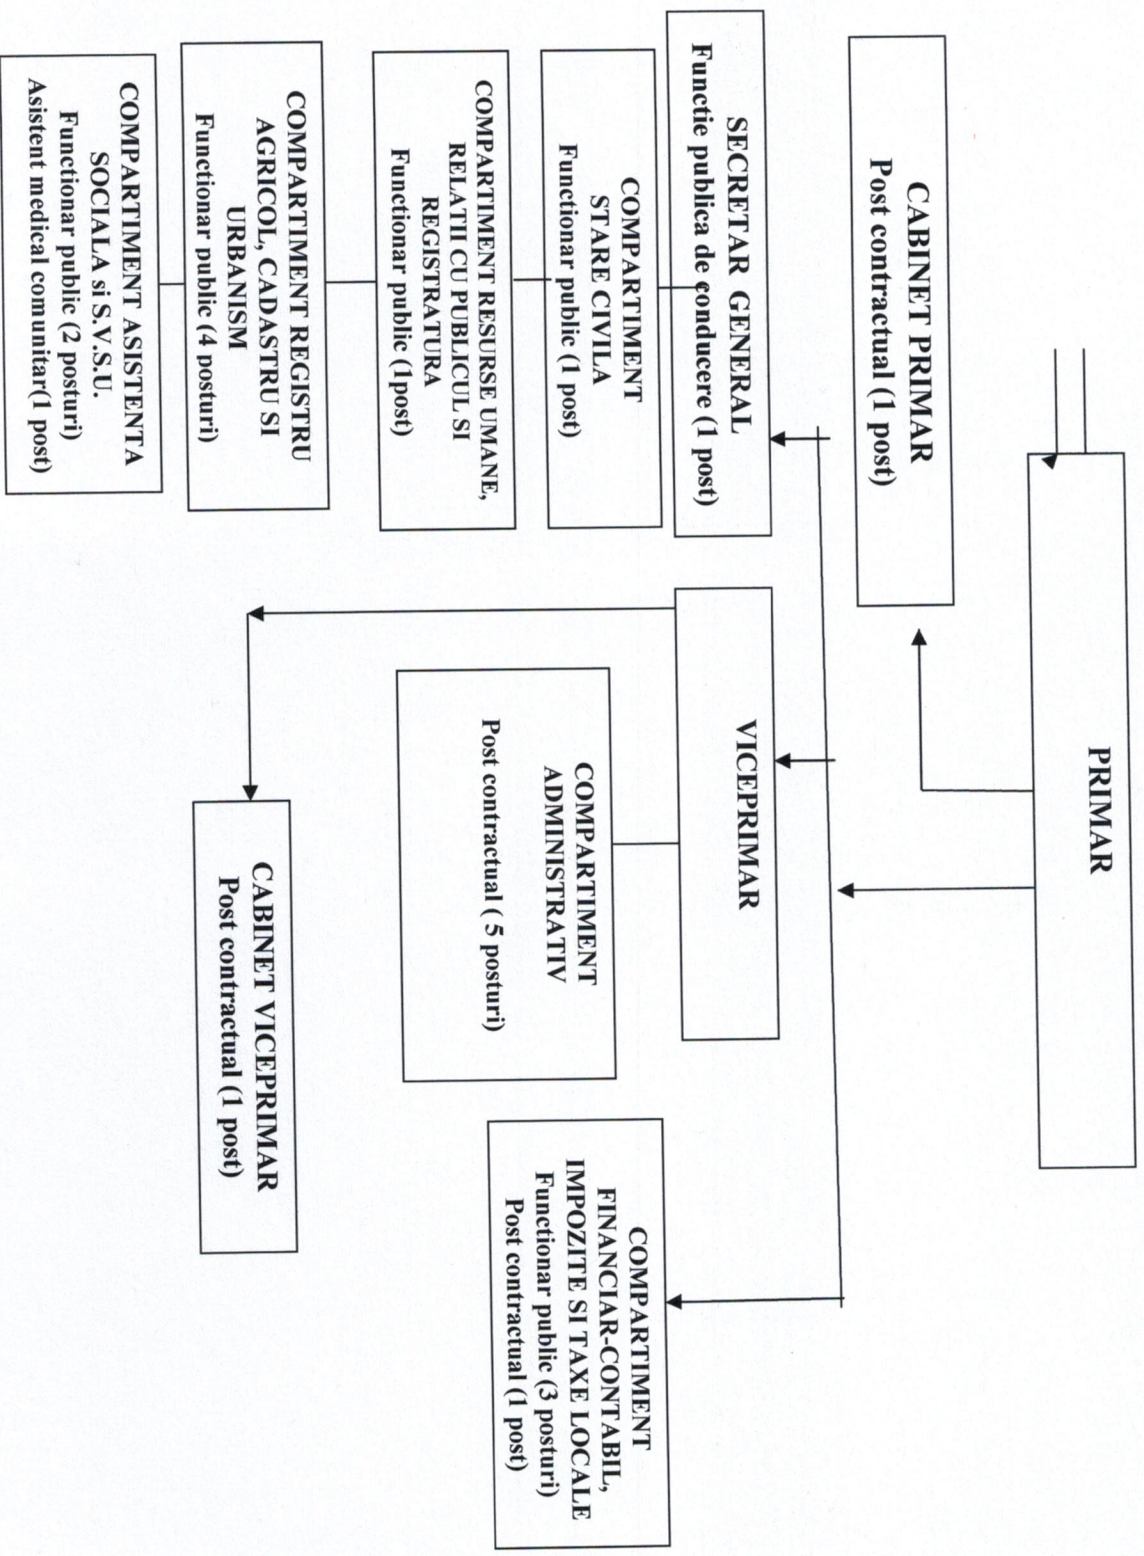 PRIMAR
CABINET PRIMAR
Post contractual (1 post)
SECRETAR GENERAL
Functie publica de conducere (1 post)
COMPARTIMENT
STARE CIVILA
Functionar public (1 post)
COMPARTIMENT RESURSE UMANE,
RELATII CU PUBLICUL SI
REGISTRATURA
Functionar public (1post)
COMPARTIMENT REGISTRU
AGRICOL, CADASTRU SI
URBANISM
Functionar public (4 posturi)
COMPARTIMENT ASISTENTA
SOCIALA si S.V.S.U.
Functionar public (2 posturi)
Asistent medical comunitar(1 post)
VICEPRIMAR
COMPARTIMENT
ADMINISTRATIV
Post contractual ( 5 posturi)
CABINET VICEPRIMAR
Post contractual (1 post)
COMPARTIMENT
FINANCIAR-CONTABIL,
IMPOZITE SI TAXE LOCALE
Functionar public (3 posturi)
Post contractual (1 post)